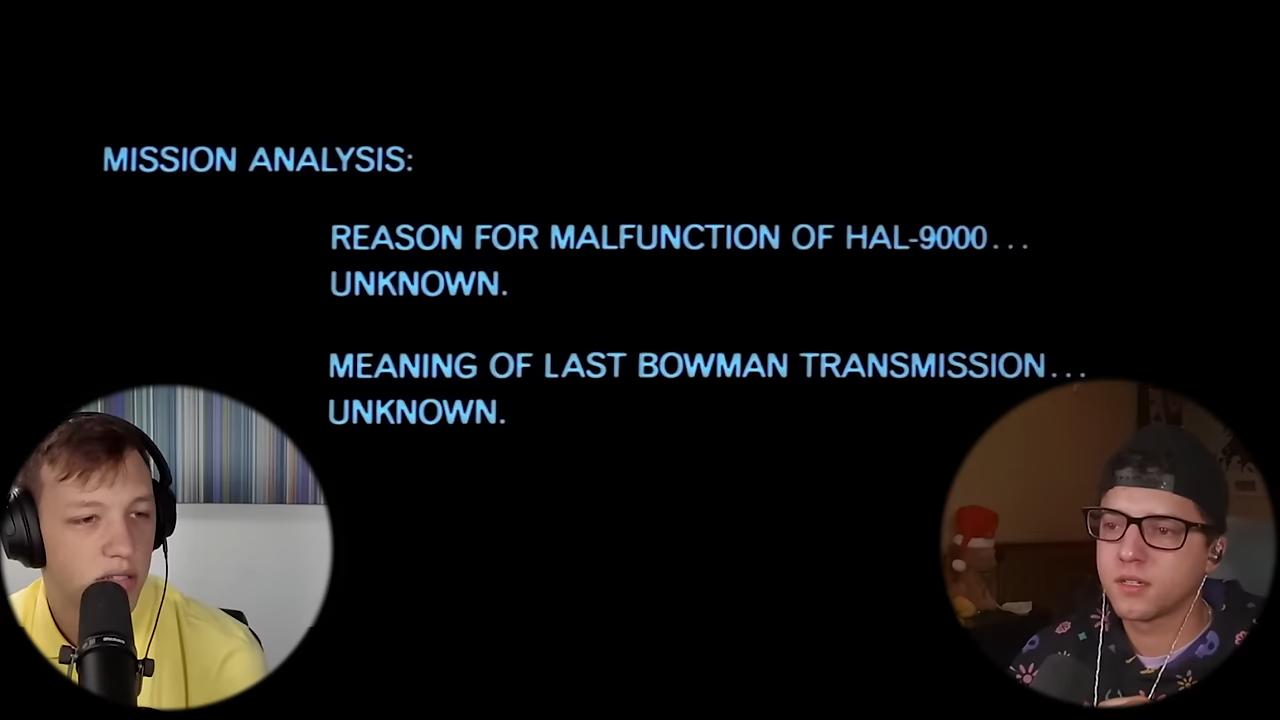 MISSION ANALYSIS:
REASON FOR MALFUNCTION OF HAL-9000...
UNKNOWN.
MEANING OF LAST BOWMAN TRANSMISSION...
UNKNOWN.